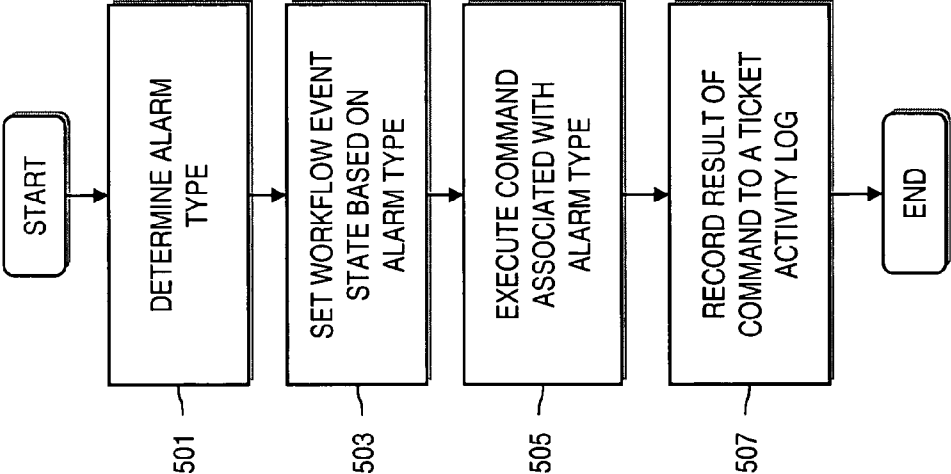 START
DETERMINE ALARM
TYPE
501
SET WORKFLOW EVENT
STATE BASED ON
ALARM TYPE
503
EXECUTE COMMAND
ASSOCIATED WITH
ALARM TYPE
505
RECORD RESULT OF
COMMAND TO A TICKET
ACTIVITY LOG
507
END